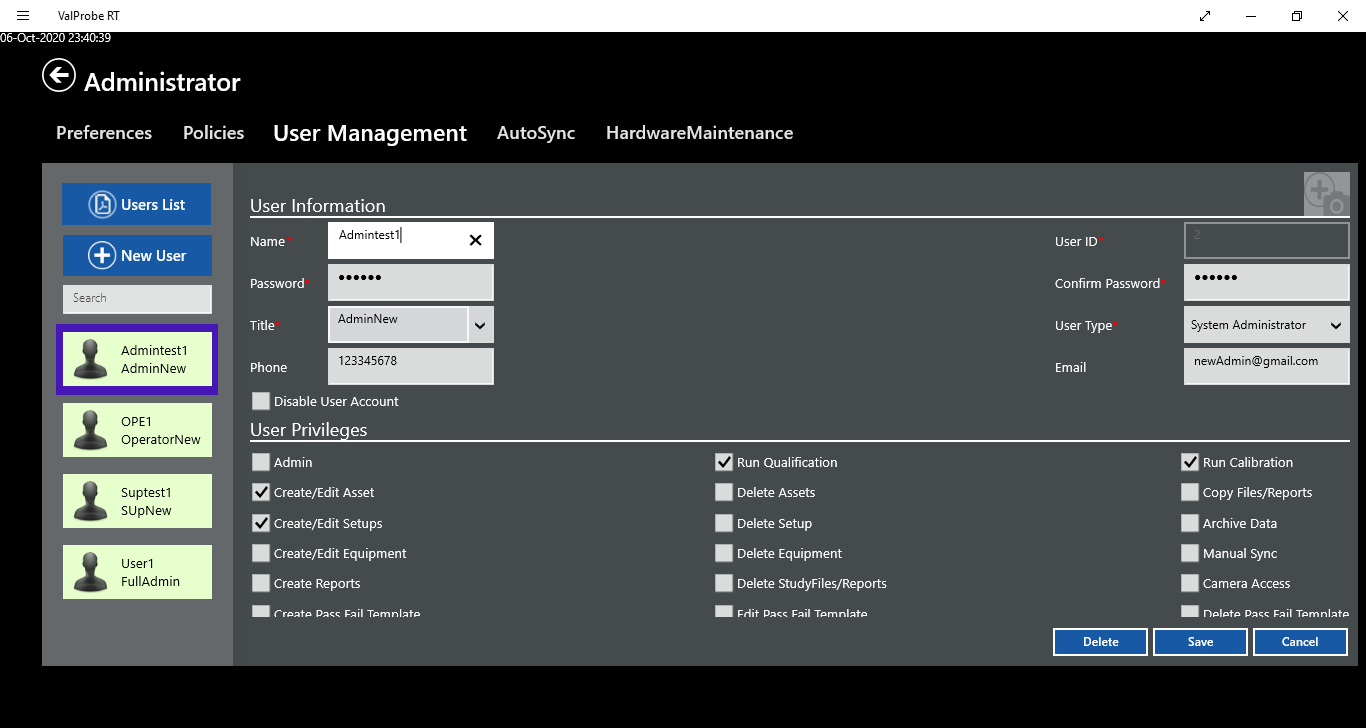 ValProbe RT
06-Oct-2020 23:40:39
Administrator
Preferences Policies User Management AutoSync HardwareMaintenance
Users List
New User
Search
Admintest1
AdminNew
OPE1
OperatorNew
Suptest1
SUpNew
User1
FullAdmin
User Information
Name* Admintest1 User ID* 2
Password* •••••• Confirm Password* ••••••
Title* AdminNew User Type* System Administrator
Phone 123345678 Email newAdmin@gmail.com
Disable User Account
User Privileges
Admin Run Qualification Run Calibration
Create/Edit Asset Delete Assets Copy Files/Reports
Create/Edit Setups Delete Setup Archive Data
Create/Edit Equipment Delete Equipment Manual Sync
Create Reports Delete StudyFiles/Reports Camera Access
Create Pass Fail Template Edit Pass Fail Template Delete Pass Fail Template
Delete Save Cancel